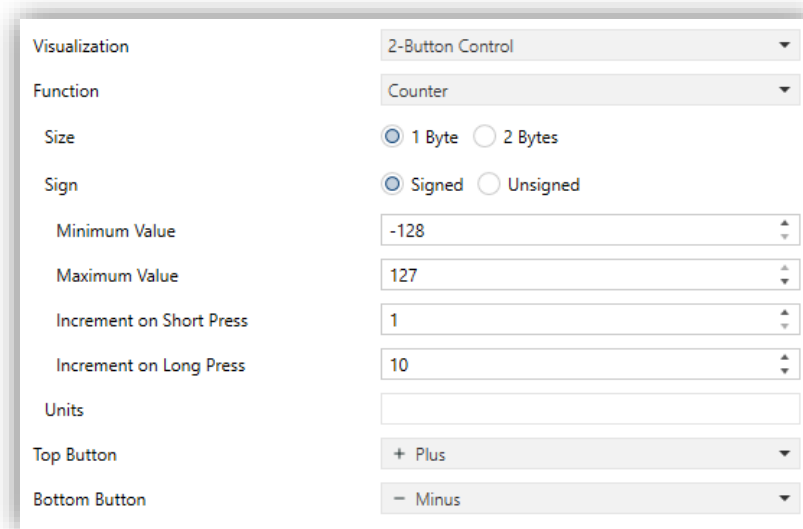 Visualization 2-Button Control
Function Counter
Size 1 Byte 2 Bytes
Sign Signed Unsigned
Minimum Value -128
Maximum Value 127
Increment on Short Press 1
Increment on Long Press 10
Units
Top Button + Plus
Bottom Button − Minus